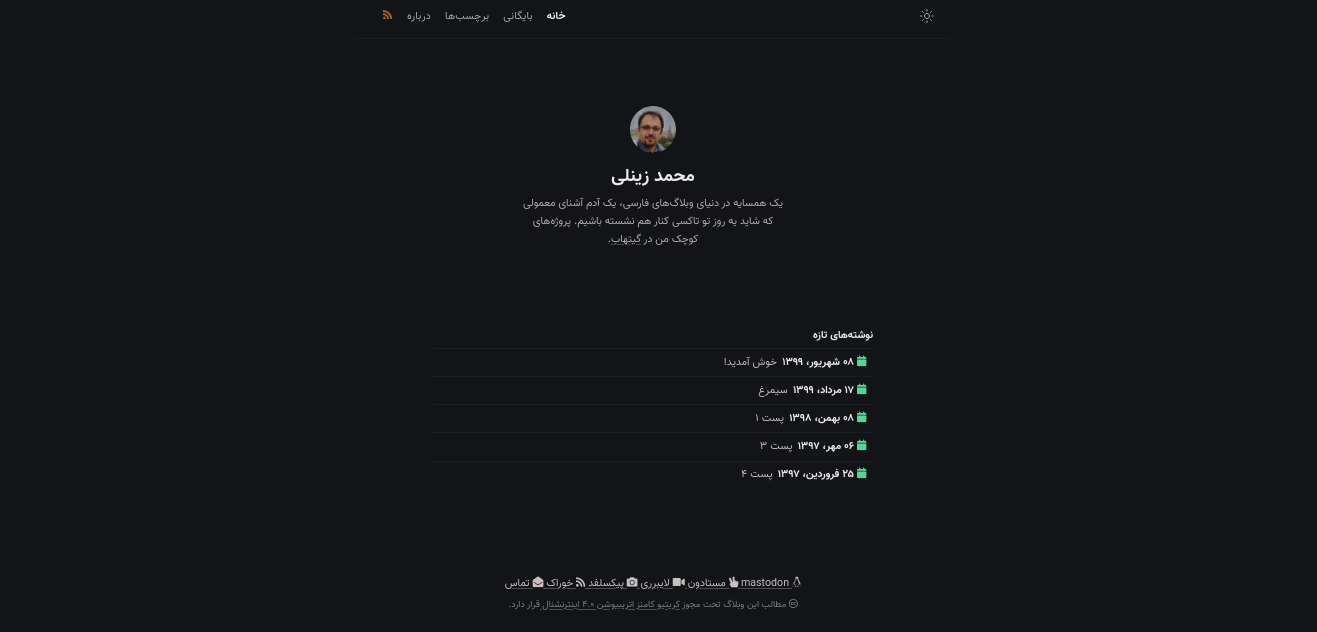 خانه بایگانی برچسب‌ها درباره
محمد زینلی
یک همسایه در دنیای وبلاگ‌های فارسی، یک آدم آشنای معمولی
که شاید یه روز تو تاکسی کنار هم نشسته باشیم. پروژه‌های
کوچک من در گیتهاب.
نوشته‌های تازه
۰۸ شهریور، ۱۳۹۹ خوش آمدید!
۱۷ مرداد، ۱۳۹۹ سیمرغ
۰۸ بهمن، ۱۳۹۸ پست ۱
۰۶ مهر، ۱۳۹۷ پست ۳
۲۵ فروردین، ۱۳۹۷ پست ۴
mastodon مستادون لایبرری پیکسلفد خوراک تماس
مطالب این وبلاگ تحت مجوز کریتیو کامنز اتریبیوشن ۴.۰ اینترنشنال قرار دارد.